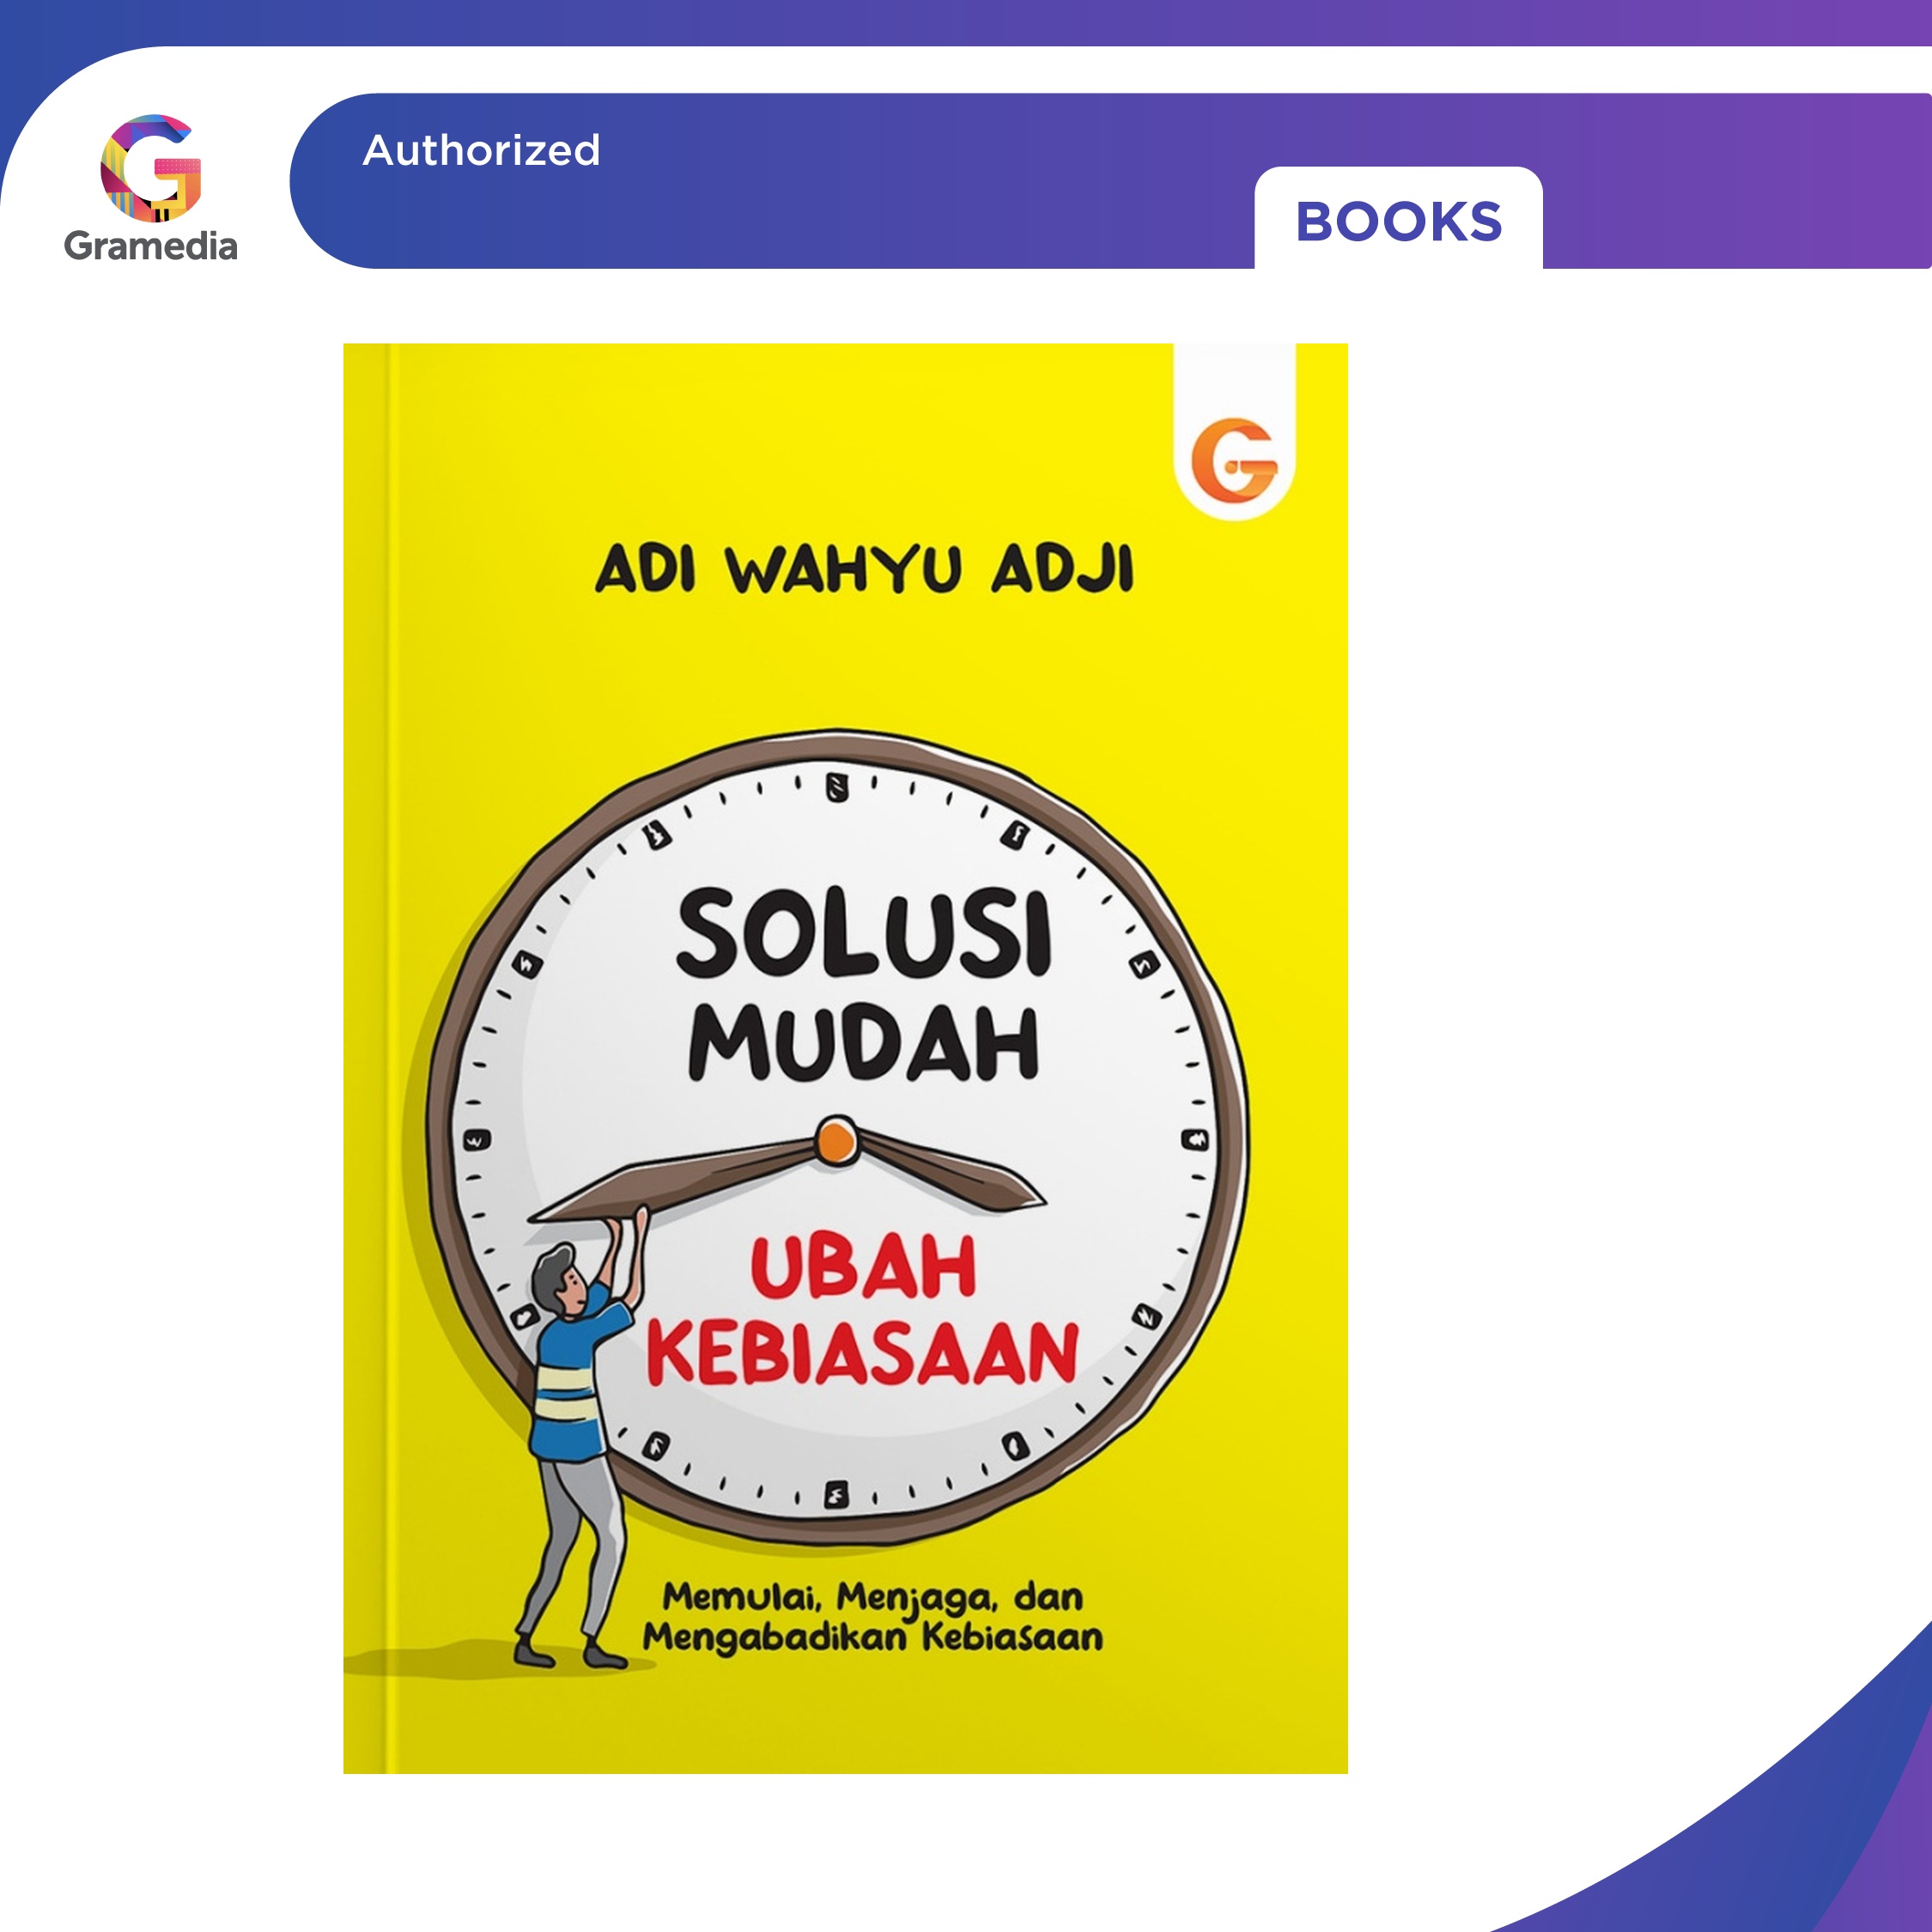 Gramedia
Authorized
BOOKS
ADI WAHYU ADJI
SOLUSI
MUDAH
UBAH
KEBIASAAN
Memulai, Menjaga, dan
Mengabadikan Kebiasaan